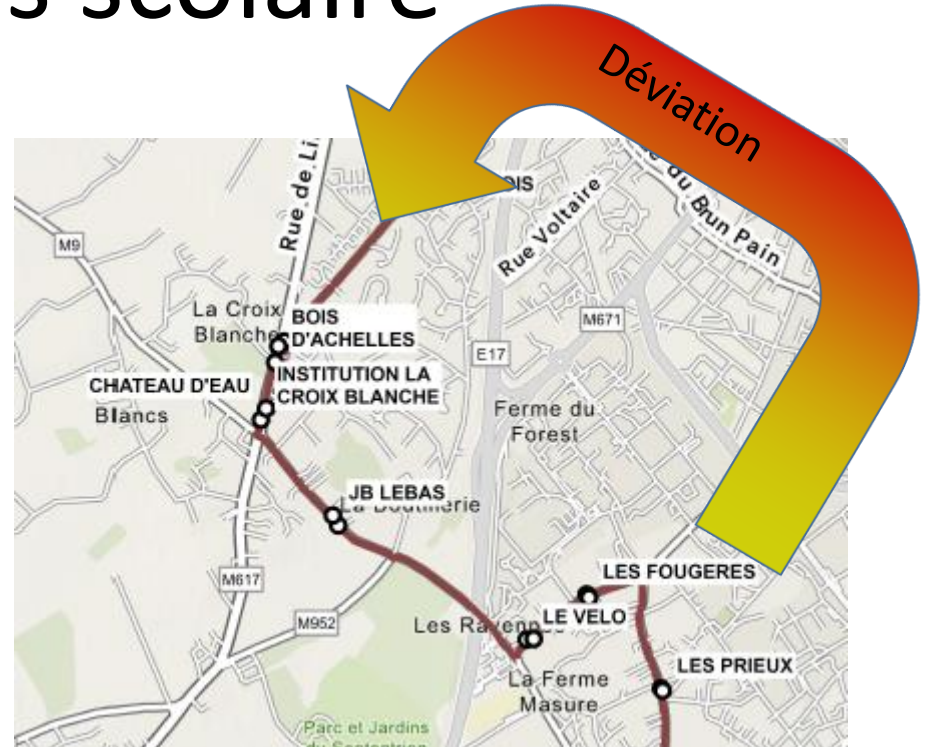 s scolaire
Déviation
Rue de Li
OIS
Rue Voltaire
du Brun Pain
M9
La Croix
Blanche
BOIS
D'ACHELLES
M671
E17
INSTITUTION LA
CROIX BLANCHE
CHATEAU D'EAU
Blancs
Ferme du
Forest
JB LEBAS
La Boutillerie
M617
LES FOUGERES
M952
Les Ravennes
LE VELO
LES PRIEUX
La Ferme
Masure
Parc et Jardins